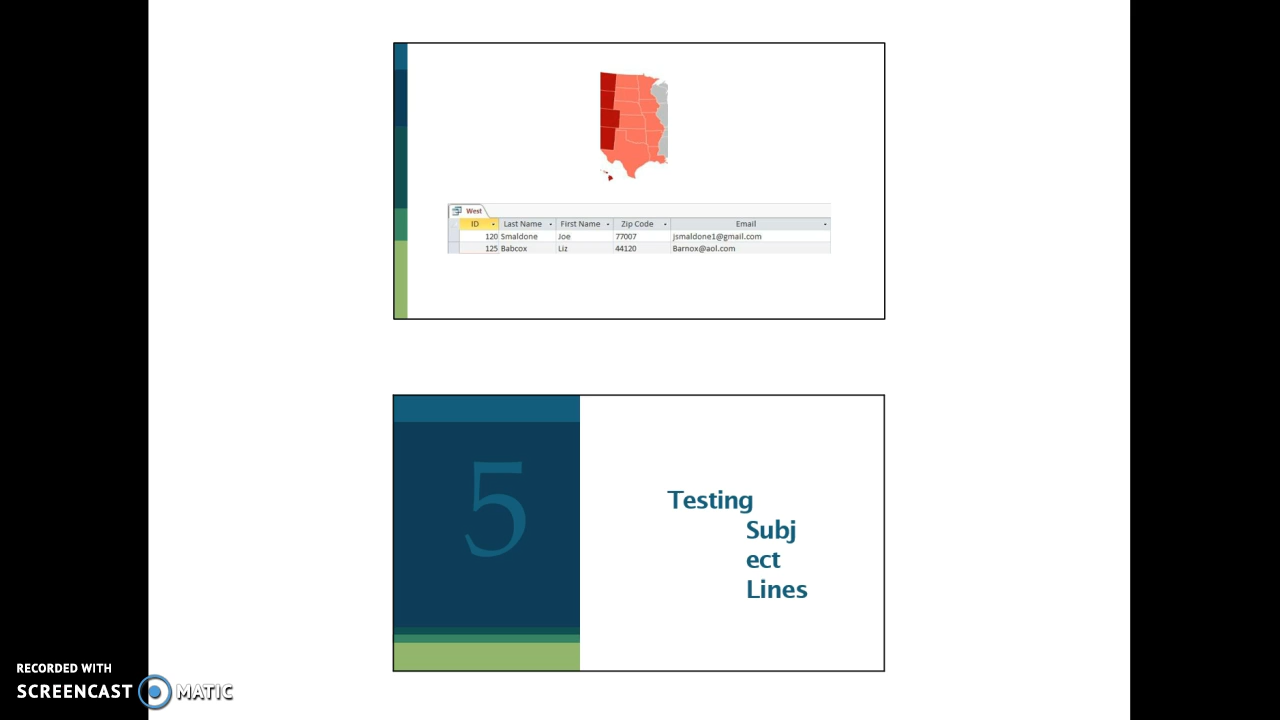 West
ID Last Name First Name Zip Code Email
120 Smaldone Joe 77007 jsmaldone1@gmail.com
125 Babcox Liz 44120 Barnox@aol.com
5
Testing
Subj
ect
Lines
RECORDED WITH
SCREENCAST MATIC